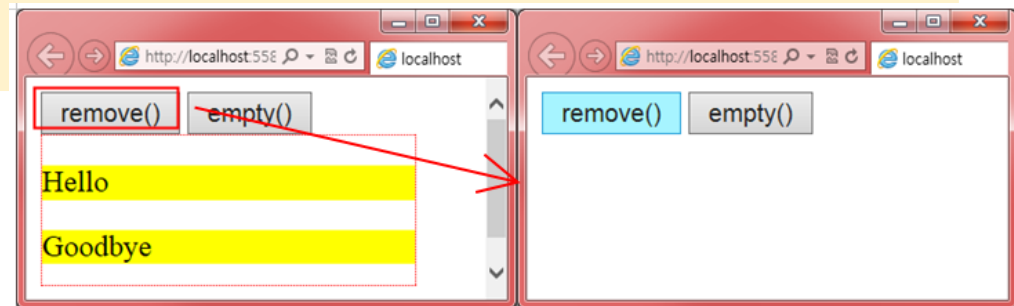 http://localhost:558
localhost
remove() empty()
Hello
Goodbye
http://localhost:558
localhost
remove() empty()